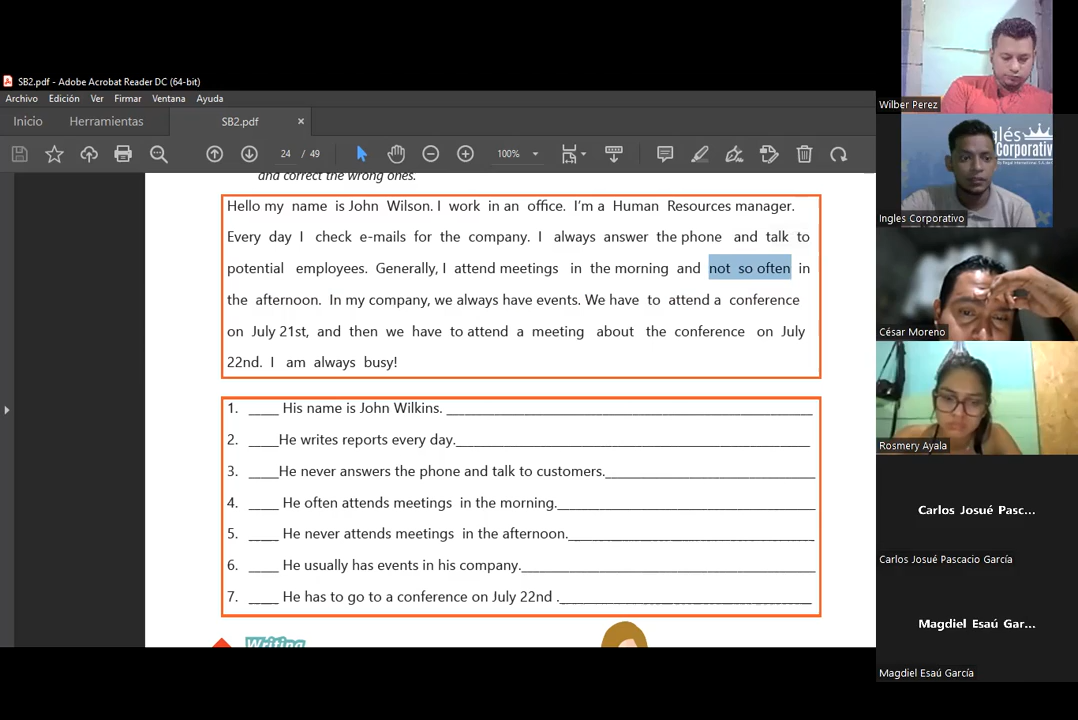 SB2.pdf - Adobe Acrobat Reader DC (64-bit)
Archivo Edición Ver Firmar Ventana Ayuda
Inicio Herramientas SB2.pdf ×
24 / 49 100%
and correct the wrong ones.
Hello my name is John Wilson. I work in an office. I'm a Human Resources manager.
Every day I check e-mails for the company. I always answer the phone and talk to
potential employees. Generally, I attend meetings in the morning and not so often in
the afternoon. In my company, we always have events. We have to attend a conference
on July 21st, and then we have to attend a meeting about the conference on July
22nd. I am always busy!
1. ____ His name is John Wilkins. ____
2. ____He writes reports every day.____
3. ____He never answers the phone and talk to customers.____
4. ____ He often attends meetings in the morning.____
5. ____ He never attends meetings in the afternoon.____
6. ____ He usually has events in his company.____
7. ____ He has to go to a conference on July 22nd .____
Writing
Wilber Perez
Inglés
Corporativ
Ingles Corporativo
César Moreno
Rosmery Ayala
Carlos Josué Pasc...
Carlos Josué Pascacio García
Magdiel Esaú Gar...
Magdiel Esaú García